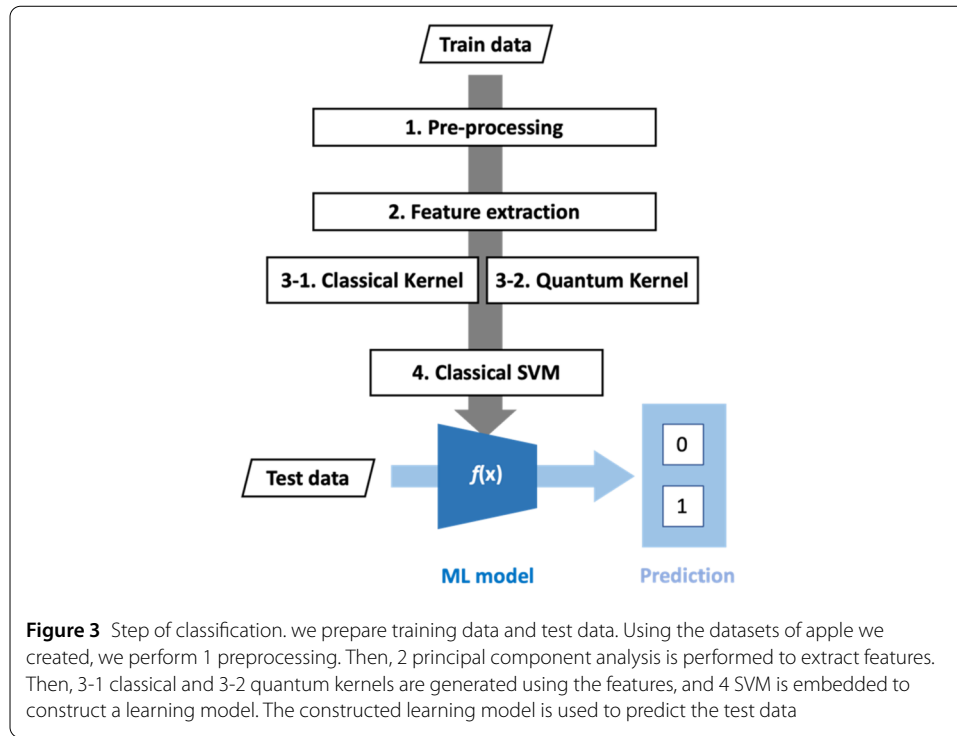 Train data
1. Pre-processing
2. Feature extraction
3-1. Classical Kernel
3-2. Quantum Kernel
4. Classical SVM
Test data
f(x)
0
1
ML model
Prediction
Figure 3 Step of classification. we prepare training data and test data. Using the datasets of apple we
created, we perform 1 preprocessing. Then, 2 principal component analysis is performed to extract features.
Then, 3-1 classical and 3-2 quantum kernels are generated using the features, and 4 SVM is embedded to
construct a learning model. The constructed learning model is used to predict the test data